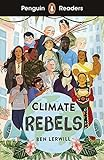 Penguin Readers
CLIMATE
REBELS
BEN LERWILL